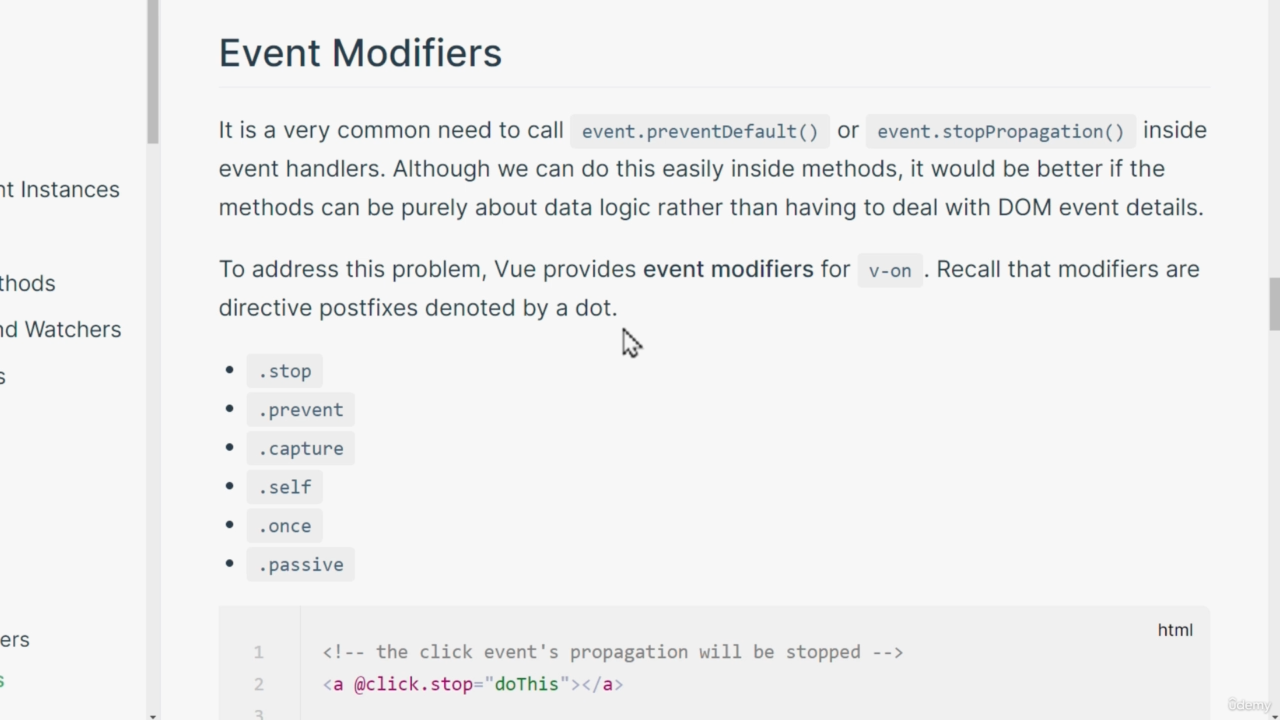 Event Modifiers
It is a very common need to call event.preventDefault() or event.stopPropagation() inside
event handlers. Although we can do this easily inside methods, it would be better if the
methods can be purely about data logic rather than having to deal with DOM event details.
To address this problem, Vue provides event modifiers for v-on . Recall that modifiers are
directive postfixes denoted by a dot.
• .stop
• .prevent
• .capture
• .self
• .once
• .passive
html
1 <!-- the click event's propagation will be stopped -->
2 <a @click.stop="doThis"></a>
3
nt Instances
thods
nd Watchers
s
ers
s
ûdemy